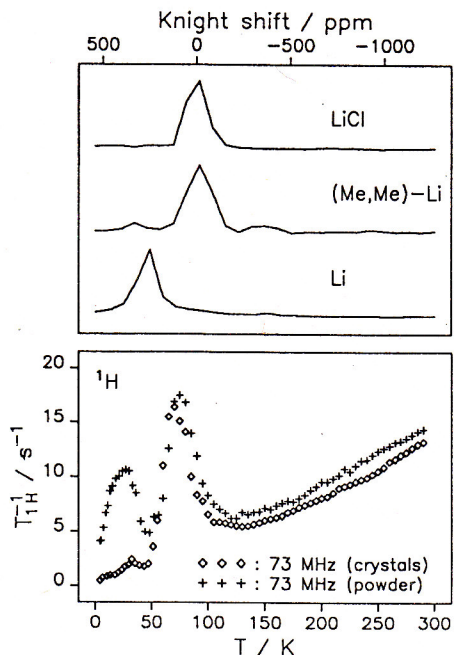 Knight shift / ppm
500 0 −500 −1000
LiCl
(Me,Me)−Li
Li
20
15
10
5
0
¹H
T₁H⁻¹ / s⁻¹
◇ ◇ ◇ : 73 MHz (crystals)
+ + + : 73 MHz (powder)
0 50 100 150 200 250 300
T / K